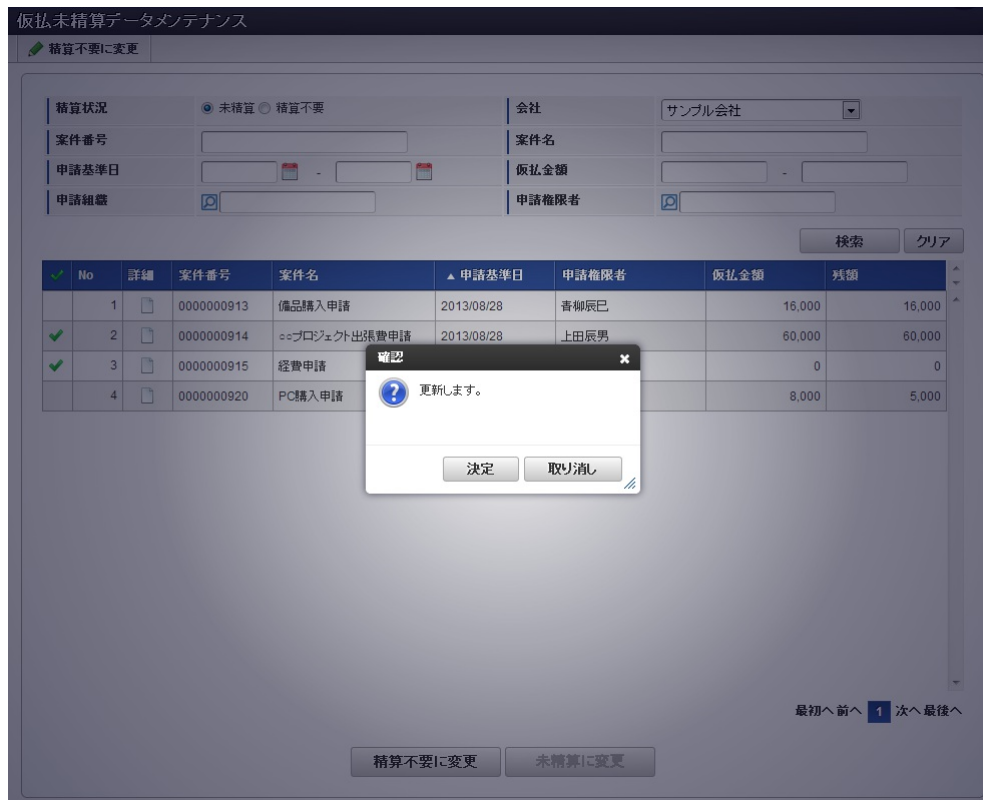 仮払未精算データメンテナンス
精算不要に変更
精算状況 未精算 精算不要 会社 サンプル会社
案件番号 案件名
申請基準日 - 仮払金額 -
申請組織 申請権限者
検索 クリア
No 詳細 案件番号 案件名 ▲ 申請基準日 申請権限者 仮払金額 残額
1 0000000913 備品購入申請 2013/08/28 青柳辰巳 16,000 16,000
2 0000000914 ○○プロジェクト出張費申請 2013/08/28 上田辰男 60,000 60,000
3 0000000915 経費申請 0 0
4 0000000920 PC購入申請 8,000 5,000
確認
更新します。
決定 取り消し
最初へ 前へ 1 次へ 最後へ
精算不要に変更 未精算に変更